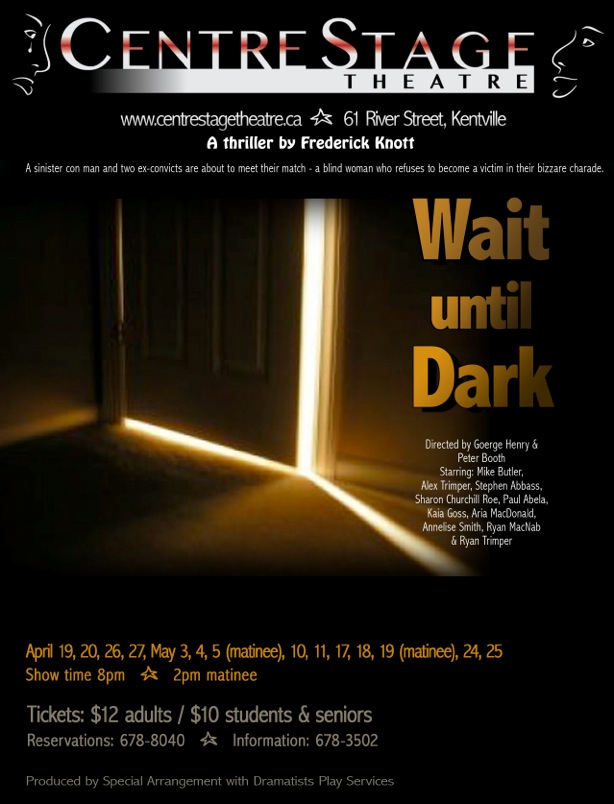 CENTRESTAGE
THEATRE
www.centrestagetheatre.ca ☆ 61 River Street, Kentville
A thriller by Frederick Knott
A sinister con man and two ex-convicts are about to meet their match - a blind woman who refuses to become a victim in their bizzare charade.
Wait
until
Dark
Directed by Goerge Henry &
Peter Booth
Starring: Mike Butler,
Alex Trimper, Stephen Abbass,
Sharon Churchill Roe, Paul Abela,
Kaia Goss, Aria MacDonald,
Annelise Smith, Ryan MacNab
& Ryan Trimper
April 19, 20, 26, 27, May 3, 4, 5 (matinee), 10, 11, 17, 18, 19 (matinee), 24, 25
Show time 8pm ☆ 2pm matinee
Tickets: $12 adults / $10 students & seniors
Reservations: 678-8040 ☆ Information: 678-3502
Produced by Special Arrangement with Dramatists Play Services